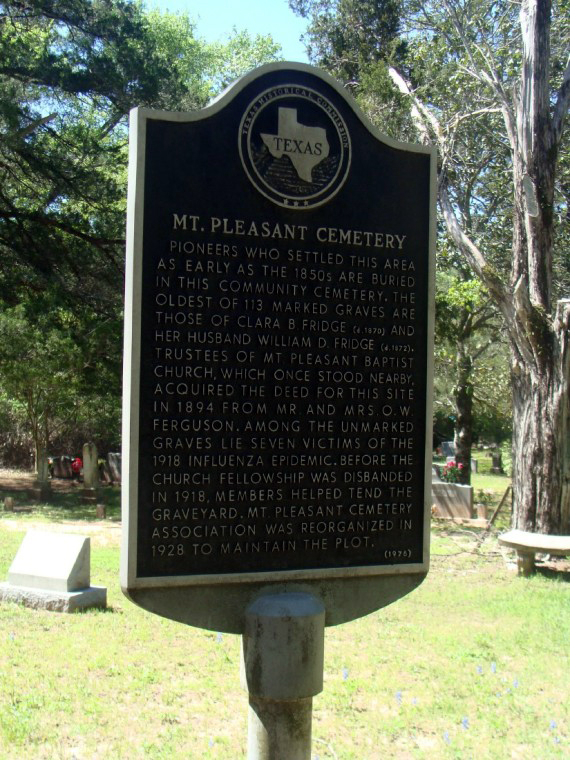 TEXAS HISTORICAL COMMISSION
TEXAS
MT. PLEASANT CEMETERY
PIONEERS WHO SETTLED THIS AREA
AS EARLY AS THE 1850s ARE BURIED
IN THIS COMMUNITY CEMETERY. THE
OLDEST OF 113 MARKED GRAVES ARE
THOSE OF CLARA B. FRIDGE (d. 1870) AND
HER HUSBAND WILLIAM D. FRIDGE (d. 1872).
TRUSTEES OF MT. PLEASANT BAPTIST
CHURCH, WHICH ONCE STOOD NEARBY,
ACQUIRED THE DEED FOR THIS SITE
IN 1894 FROM MR. AND MRS. O. W.
FERGUSON. AMONG THE UNMARKED
GRAVES LIE SEVEN VICTIMS OF THE
1918 INFLUENZA EPIDEMIC. BEFORE THE
CHURCH FELLOWSHIP WAS DISBANDED
IN 1918, MEMBERS HELPED TEND THE
GRAVEYARD. MT. PLEASANT CEMETERY
ASSOCIATION WAS REORGANIZED IN
1928 TO MAINTAIN THE PLOT.
(1976)